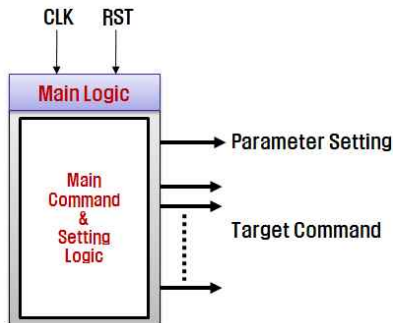 CLK RST
Main Logic
Parameter Setting
Main
Command
&
Setting
Logic
Target Command